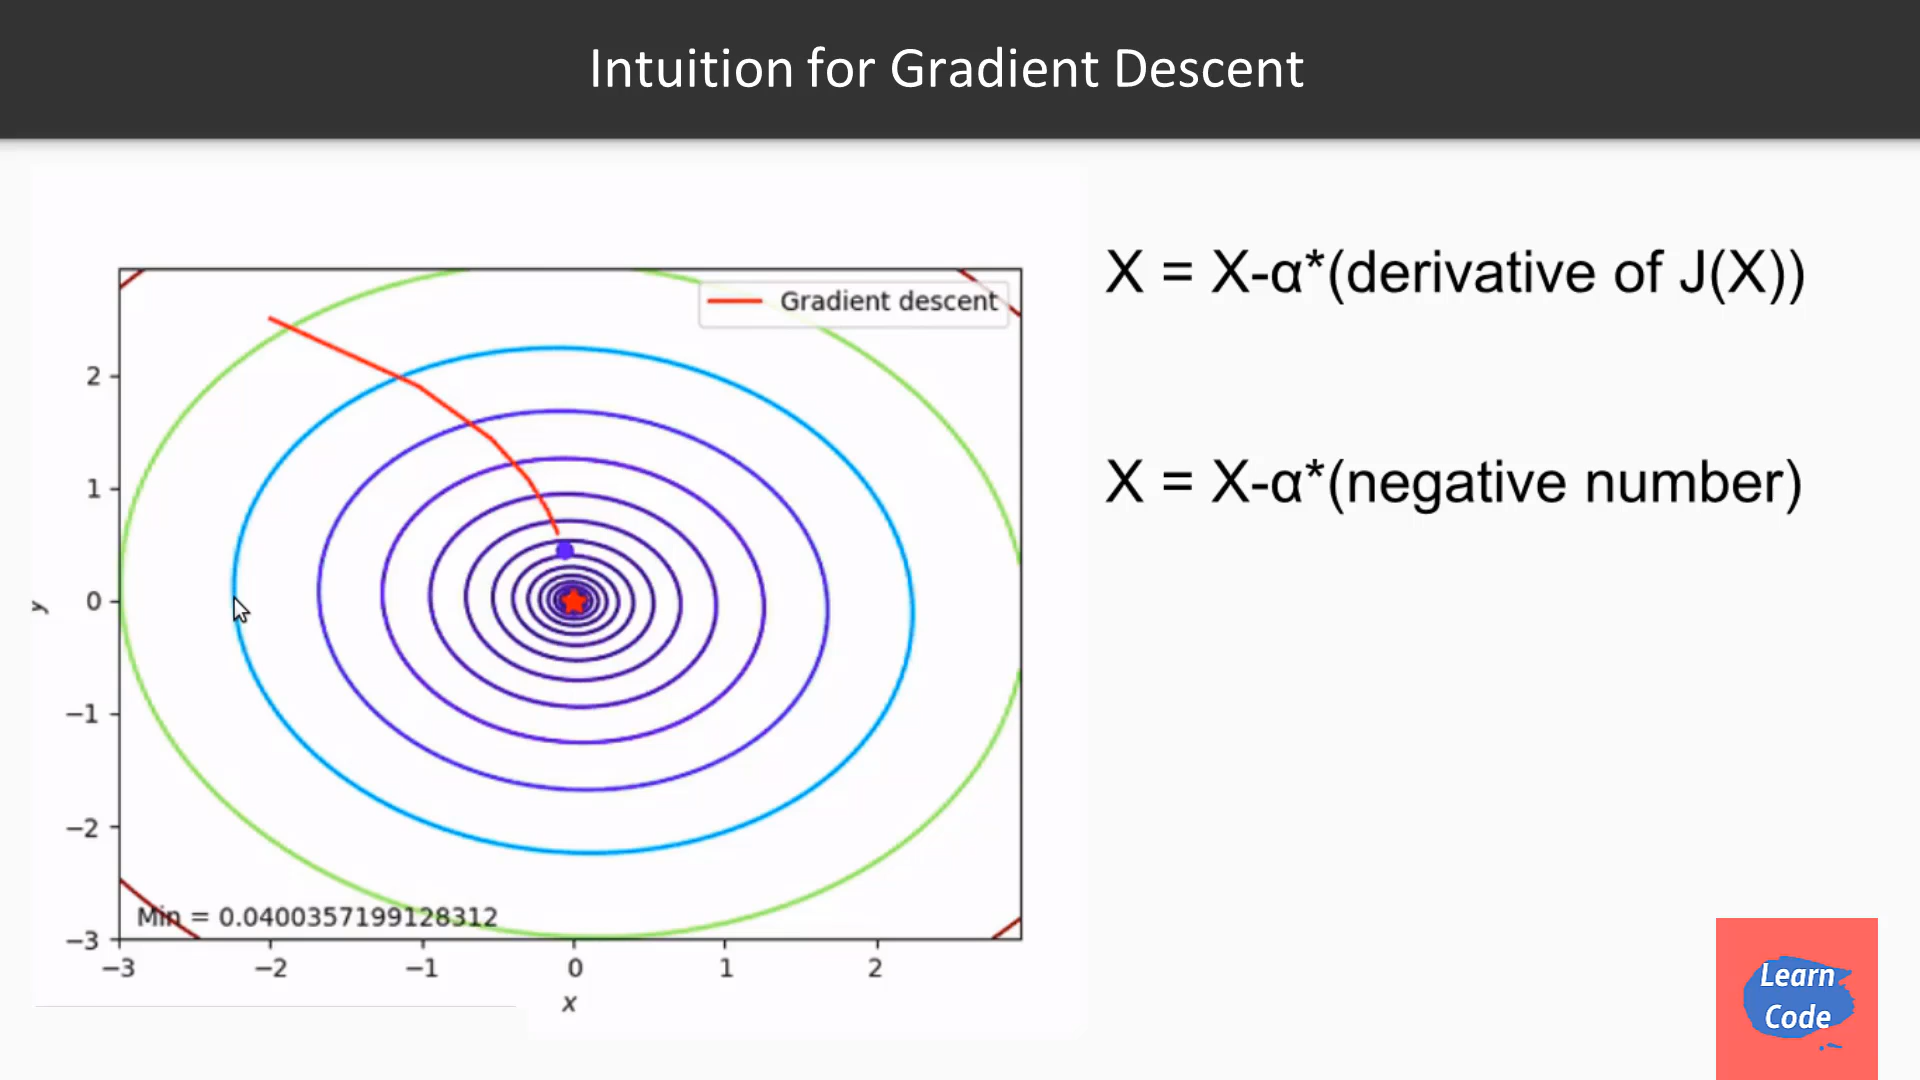 Intuition for Gradient Descent
X = X-α*(derivative of J(X))
X = X-α*(negative number)
Gradient descent
2
1
0
−1
−2
−3
y
Min = 0.0400357199128312
−3 −2 −1 0 1 2
x
Learn
Code